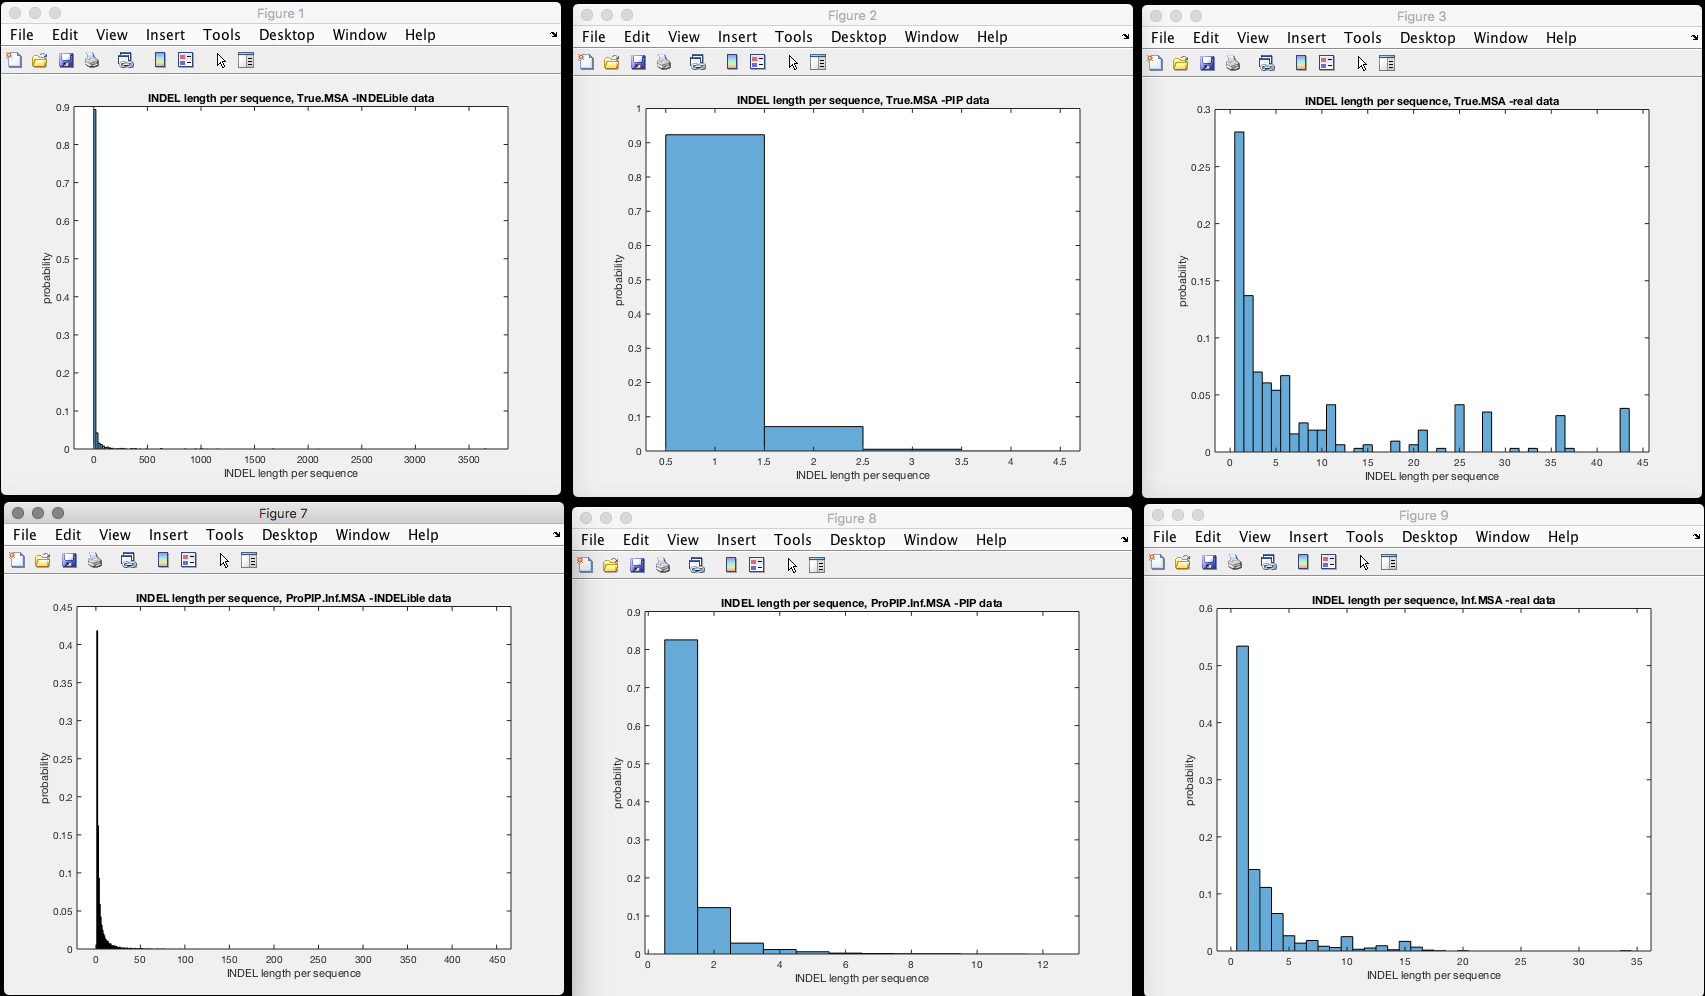 Figure 1
File Edit View Insert Tools Desktop Window Help
INDEL length per sequence, True.MSA -INDELible data
0.9
0.8
0.7
0.6
0.5
0.4
0.3
0.2
0.1
0
probability
0 500 1000 1500 2000 2500 3000 3500
INDEL length per sequence
Figure 2
File Edit View Insert Tools Desktop Window Help
INDEL length per sequence, True.MSA -PIP data
1
0.9
0.8
0.7
0.6
0.5
0.4
0.3
0.2
0.1
0
probability
0.5 1 1.5 2 2.5 3 3.5 4 4.5
INDEL length per sequence
Figure 3
File Edit View Insert Tools Desktop Window Help
INDEL length per sequence, True.MSA -real data
0.3
0.25
0.2
0.15
0.1
0.05
0
probability
0 5 10 15 20 25 30 35 40 45
INDEL length per sequence
Figure 7
File Edit View Insert Tools Desktop Window Help
INDEL length per sequence, ProPIP.Inf.MSA -INDELible data
0.45
0.4
0.35
0.3
0.25
0.2
0.15
0.1
0.05
0
probability
0 50 100 150 200 250 300 350 400 450
INDEL length per sequence
Figure 8
File Edit View Insert Tools Desktop Window Help
INDEL length per sequence, ProPIP.Inf.MSA -PIP data
0.9
0.8
0.7
0.6
0.5
0.4
0.3
0.2
0.1
0
probability
0 2 4 6 8 10 12
INDEL length per sequence
Figure 9
File Edit View Insert Tools Desktop Window Help
INDEL length per sequence, Inf.MSA -real data
0.6
0.5
0.4
0.3
0.2
0.1
0
probability
0 5 10 15 20 25 30 35
INDEL length per sequence